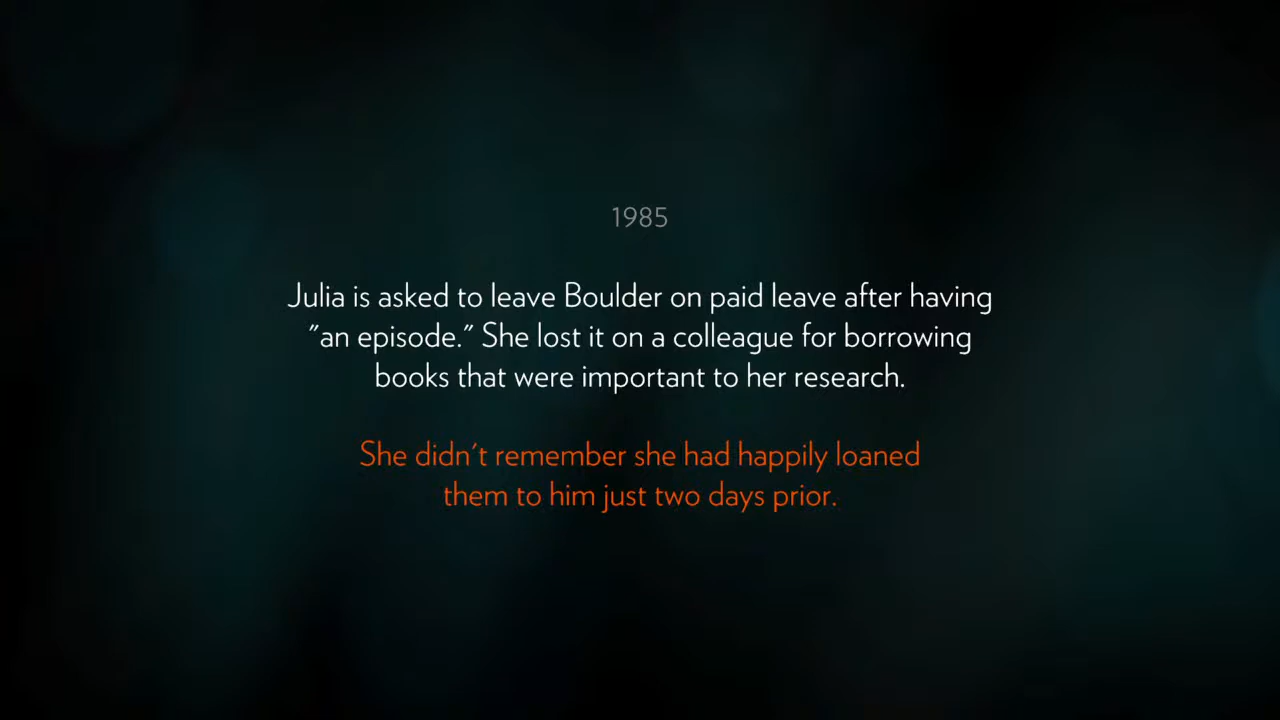 1985
Julia is asked to leave Boulder on paid leave after having
"an episode." She lost it on a colleague for borrowing
books that were important to her research.
She didn't remember she had happily loaned
them to him just two days prior.